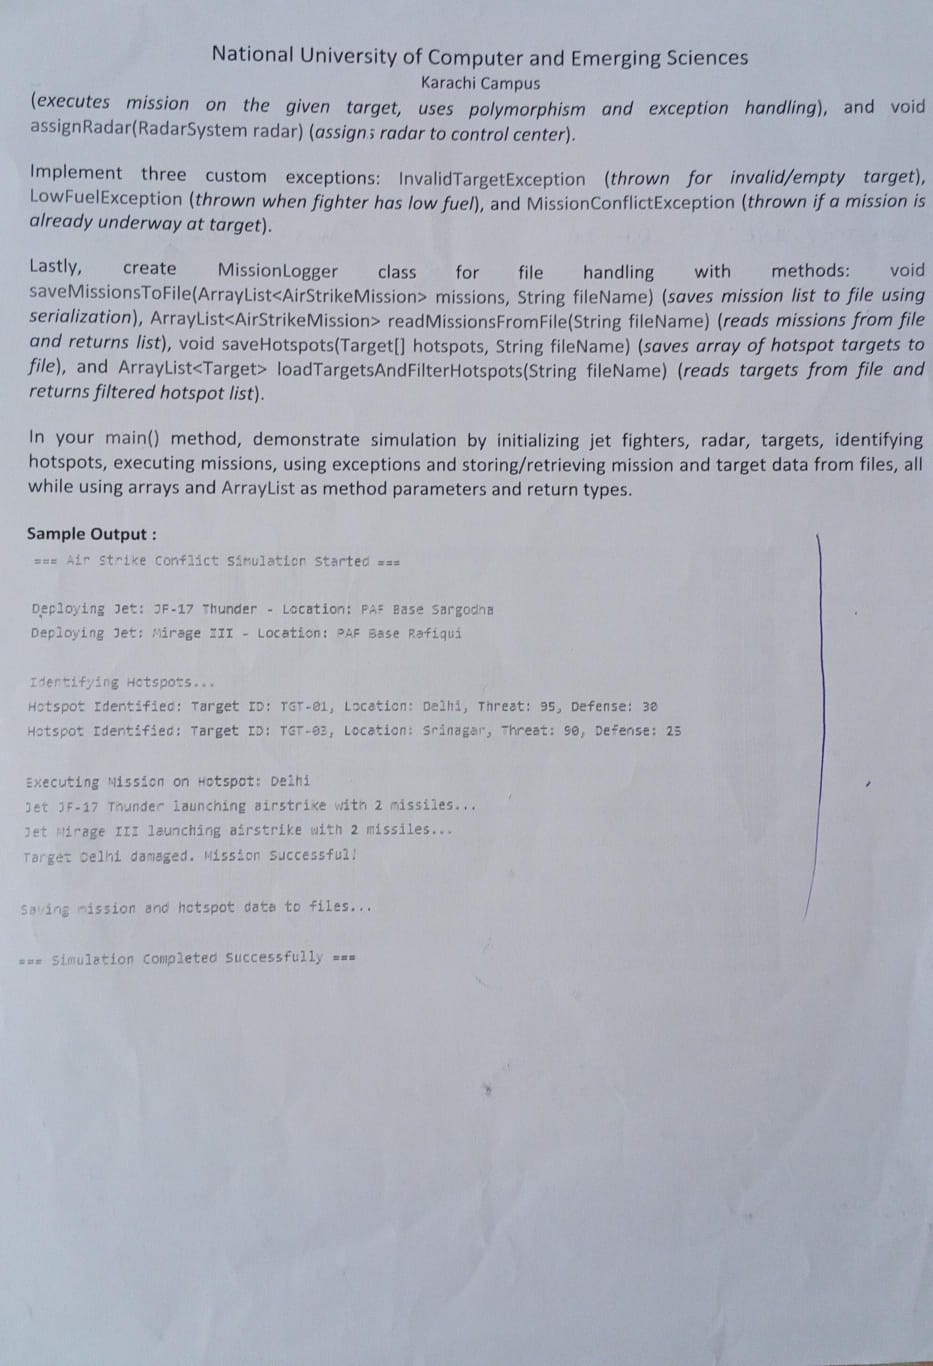 National University of Computer and Emerging Sciences
Karachi Campus
(executes mission on the given target, uses polymorphism and exception handling), and void
assignRadar(RadarSystem radar) (assigns radar to control center).
Implement three custom exceptions: InvalidTargetException (thrown for invalid/empty target),
LowFuelException (thrown when fighter has low fuel), and MissionConflictException (thrown if a mission is
already underway at target).
Lastly, create MissionLogger class for file handling with methods: void
saveMissionsToFile(ArrayList<AirStrikeMission> missions, String fileName) (saves mission list to file using
serialization), ArrayList<AirStrikeMission> readMissionsFromFile(String fileName) (reads missions from file
and returns list), void saveHotspots(Target[] hotspots, String fileName) (saves array of hotspot targets to
file), and ArrayList<Target> loadTargetsAndFilterHotspots(String fileName) (reads targets from file and
returns filtered hotspot list).
In your main() method, demonstrate simulation by initializing jet fighters, radar, targets, identifying
hotspots, executing missions, using exceptions and storing/retrieving mission and target data from files, all
while using arrays and ArrayList as method parameters and return types.
Sample Output :
=== Air Strike Conflict Simulation Started ===
Deploying Jet: JF-17 Thunder - Location: PAF Base Sargodha
Deploying Jet: Mirage III - Location: PAF Base Rafiqui
Identifying Hotspots...
Hotspot Identified: Target ID: TGT-01, Location: Delhi, Threat: 95, Defense: 30
Hotspot Identified: Target ID: TGT-03, Location: Srinagar, Threat: 90, Defense: 25
Executing Mission on Hotspot: Delhi
Jet JF-17 Thunder launching airstrike with 2 missiles...
Jet Mirage III launching airstrike with 2 missiles...
Target Delhi damaged. Mission Successful!
Saving mission and hotspot data to files...
=== Simulation Completed Successfully ===